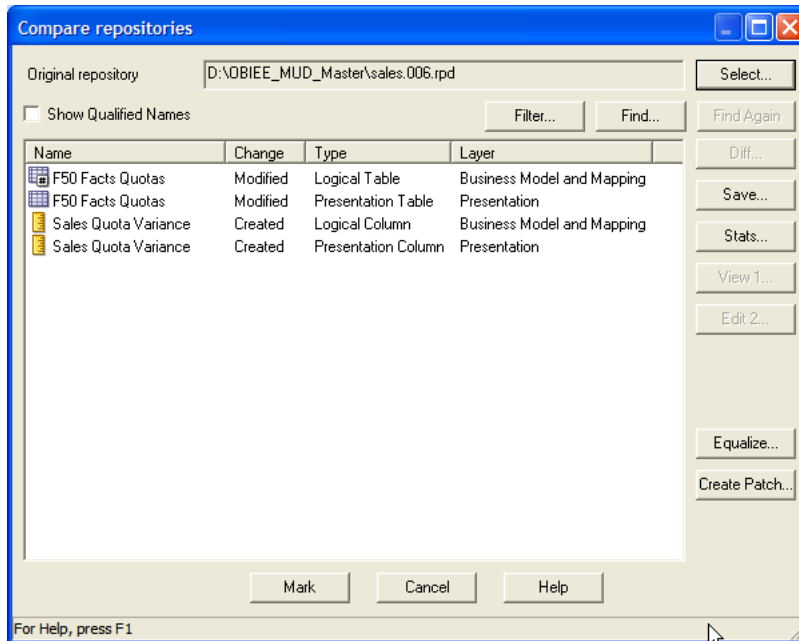 Compare repositories
Original repository D:\OBIEE_MUD_Master\sales.006.rpd Select...
Show Qualified Names Filter... Find... Find Again
Name Change Type Layer Diff...
F50 Facts Quotas Modified Logical Table Business Model and Mapping
F50 Facts Quotas Modified Presentation Table Presentation Save...
Sales Quota Variance Created Logical Column Business Model and Mapping
Sales Quota Variance Created Presentation Column Presentation Stats...
View 1...
Edit 2...
Equalize...
Create Patch...
Mark Cancel Help
For Help, press F1